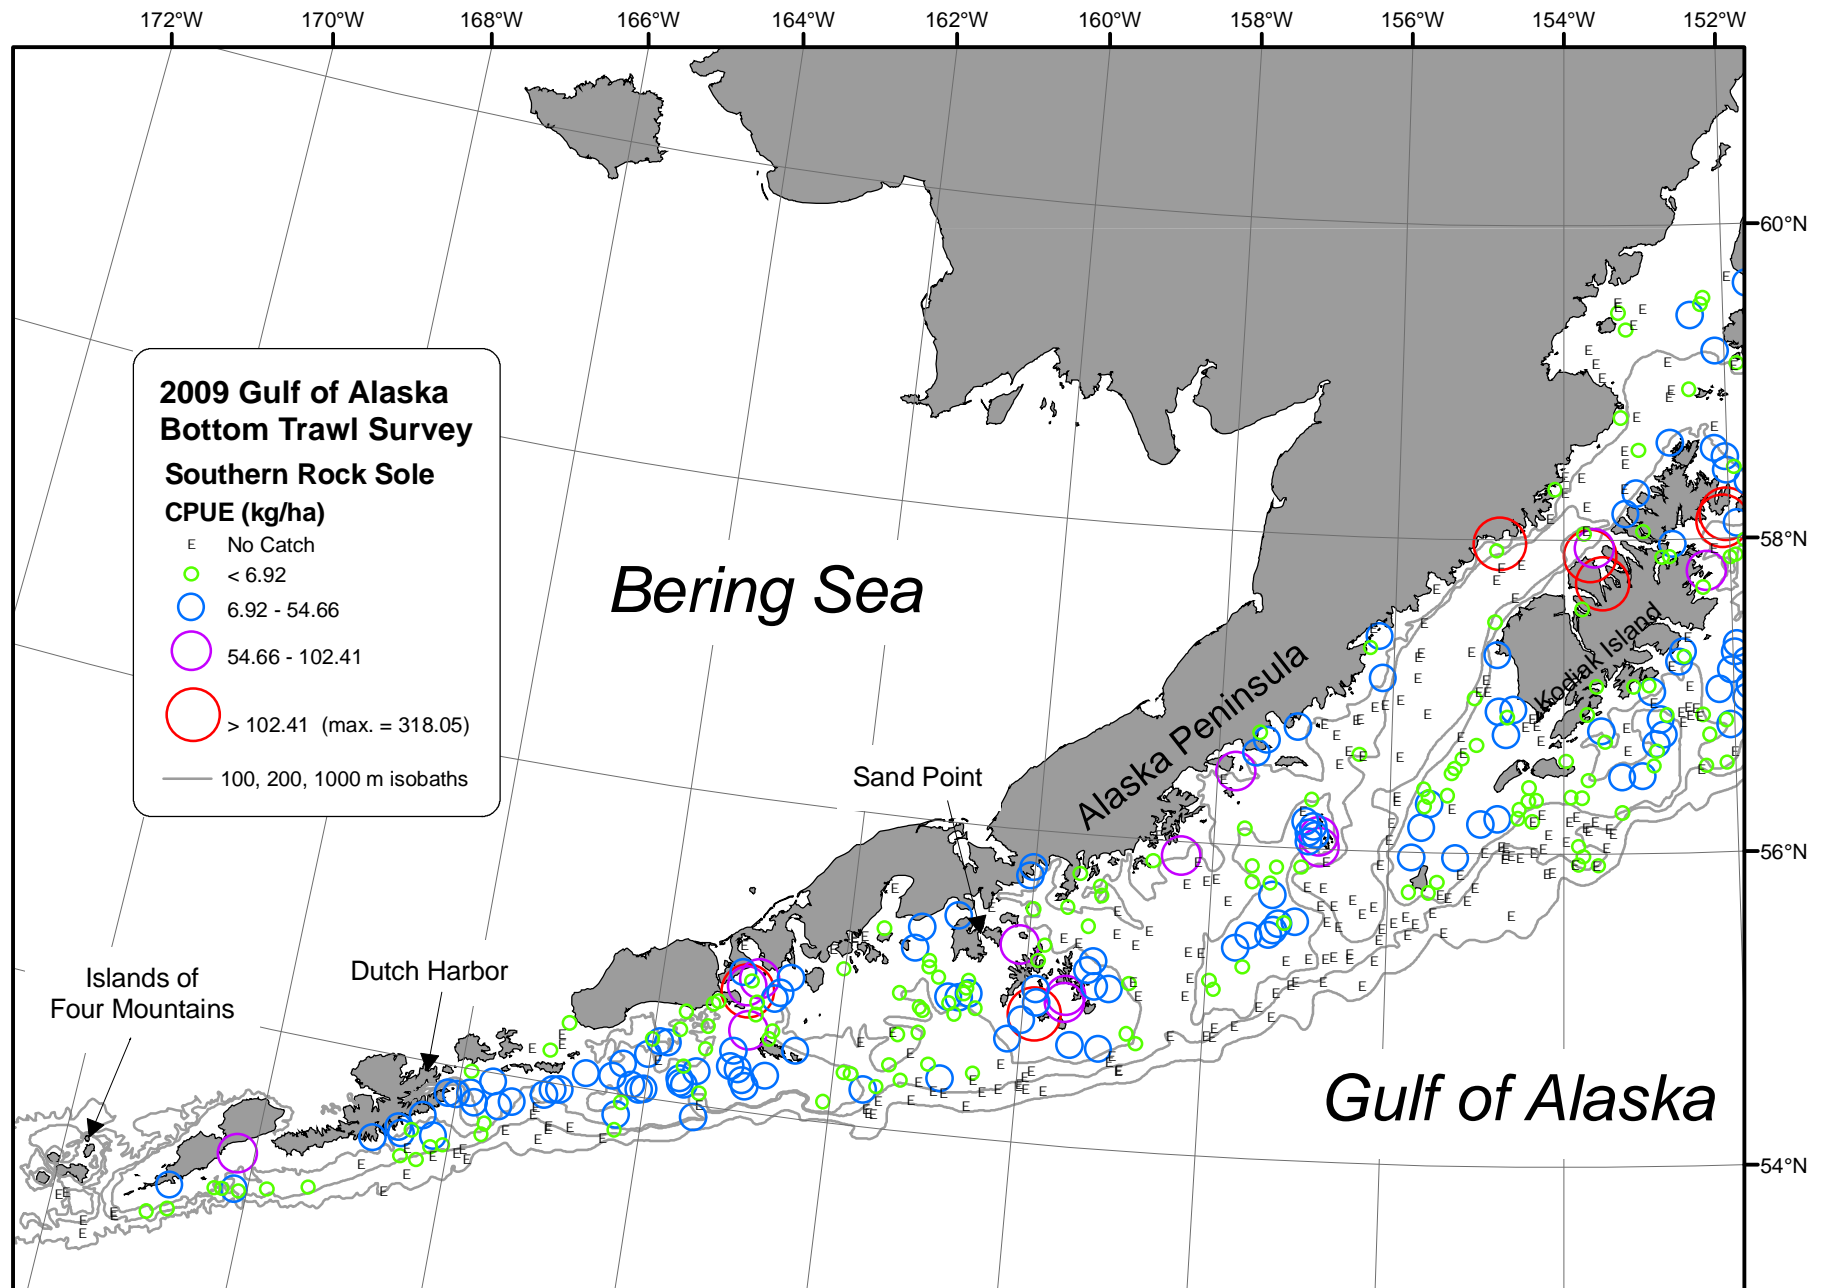 172°W 170°W 168°W 166°W 164°W 162°W 160°W 158°W 156°W 154°W 152°W
60°N
2009 Gulf of Alaska
Bottom Trawl Survey
Southern Rock Sole
CPUE (kg/ha)
E No Catch
< 6.92
6.92 - 54.66
54.66 - 102.41
> 102.41 (max. = 318.05)
100, 200, 1000 m isobaths
58°N
Bering Sea
Kodiak Island
Alaska Peninsula
Sand Point
56°N
Islands of
Four Mountains
Dutch Harbor
Gulf of Alaska
54°N